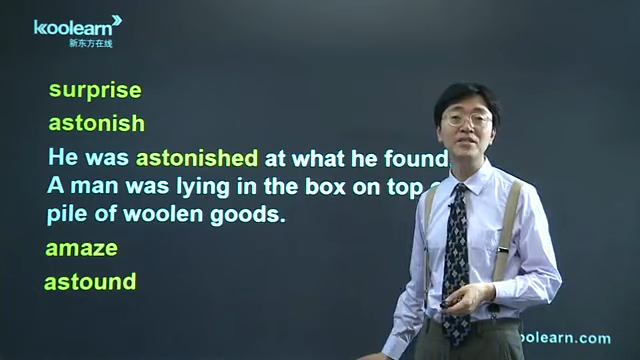 koolearn
新东方在线
surprise
astonish
He was astonished at what he found
A man was lying in the box on top
pile of woolen goods.
amaze
astound
oolearn.com